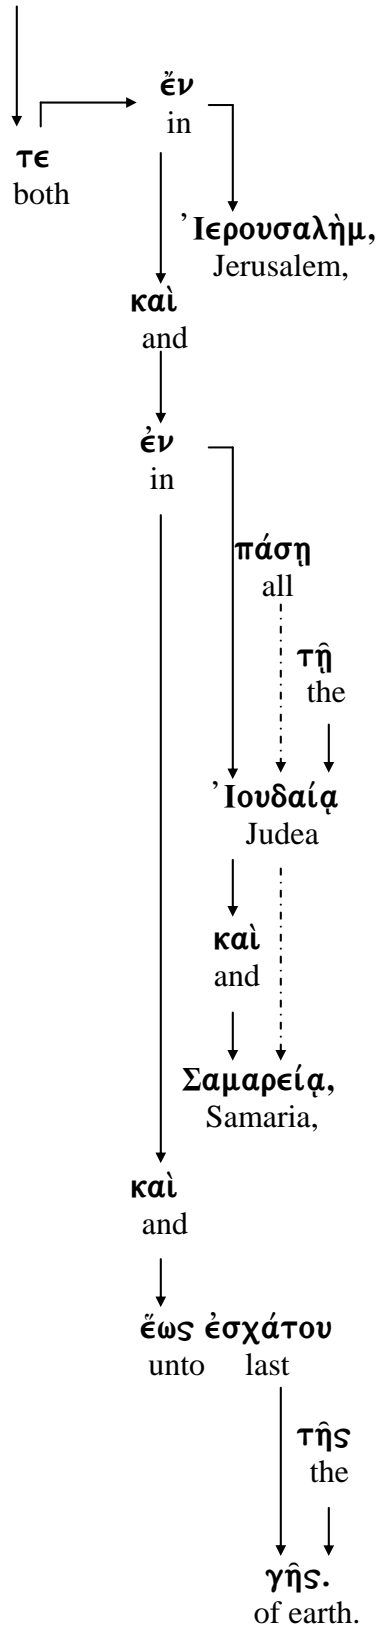 ἔν
in
τε
both
Ἰερουσαλὴμ,
Jerusalem,
καὶ
and
ἐν
in
πάσῃ
all
τῇ
the
Ἰουδαίᾳ
Judea
καὶ
and
Σαμαρείᾳ,
Samaria,
καὶ
and
ἕως ἐσχάτου
unto last
τῆς
the
γῆς.
of earth.